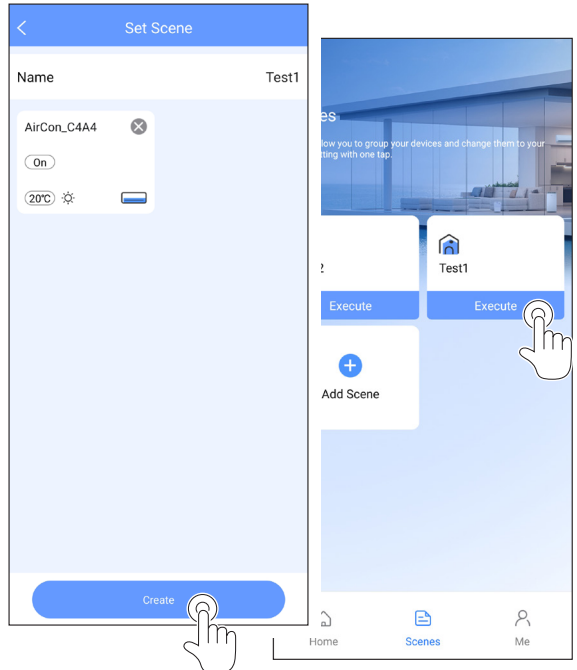 Set Scene
Name Test1
AirCon_C4A4
On
20℃
Create
es
low you to group your devices and change them to your
tting with one tap.
2
Test1
Execute
Execute
Add Scene
Home
Scenes
Me